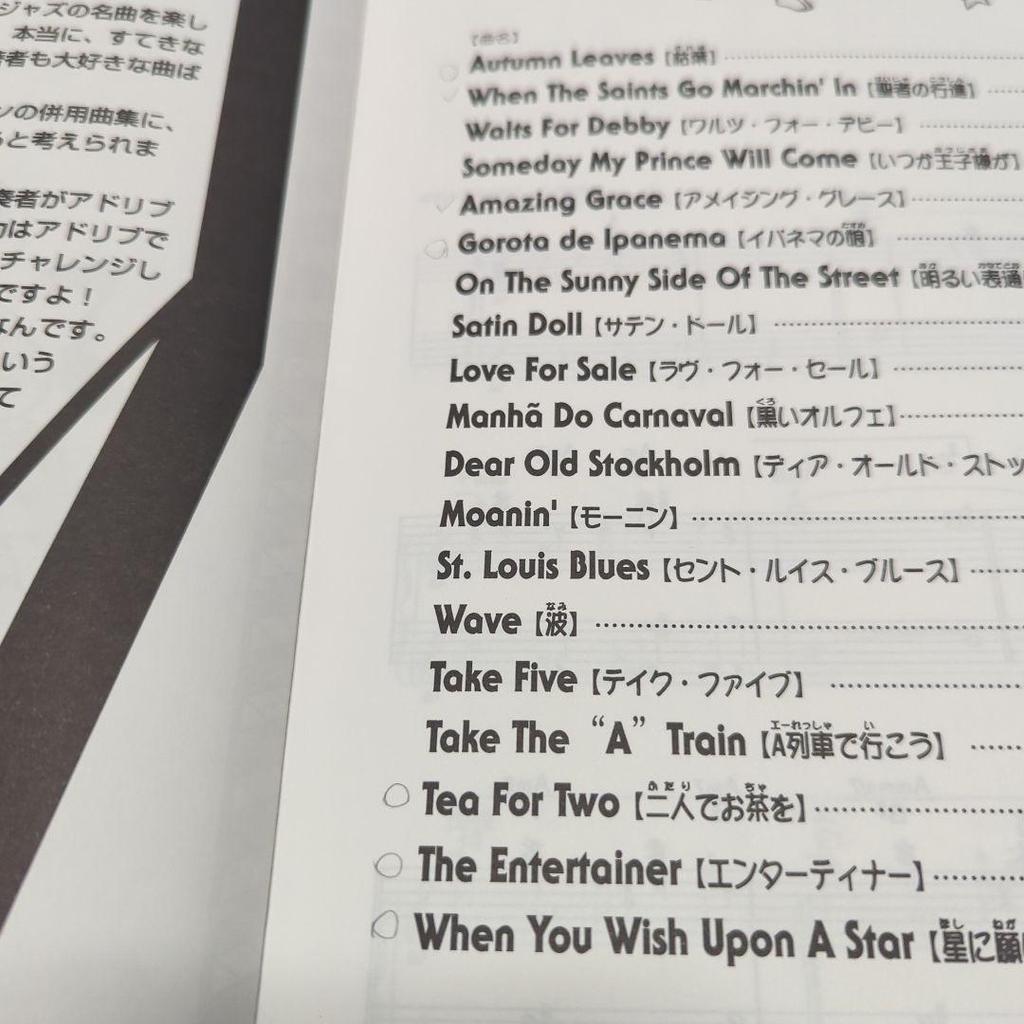 ジャズの名曲を楽し
本当に、すてきな
者も大好きな曲ば
ンの併用曲集に、
ると考えられま
奏者がアドリブ
はアドリブで
チャレンジし
ですよ！
なんです。
いう
て
【曲名】
Autumn Leaves【枯葉】
When The Saints Go Marchin' In【聖者の行進】
Walts For Debby【ワルツ・フォー・デビー】
Someday My Prince Will Come【いつか王子様が】
Amazing Grace【アメイジング・グレース】
Gorota de Ipanema【イパネマの娘】
On The Sunny Side Of The Street【明るい表通
Satin Doll【サテン・ドール】
Love For Sale【ラヴ・フォー・セール】
Manhã Do Carnaval【黒いオルフェ】
Dear Old Stockholm【ディア・オールド・ストッ
Moanin'【モーニン】
St. Louis Blues【セント・ルイス・ブルース】
Wave【波】
Take Five【テイク・ファイブ】
Take The “A” Train【A列車で行こう】
Tea For Two【二人でお茶を】
The Entertainer【エンターティナー】
When You Wish Upon A Star【星に願